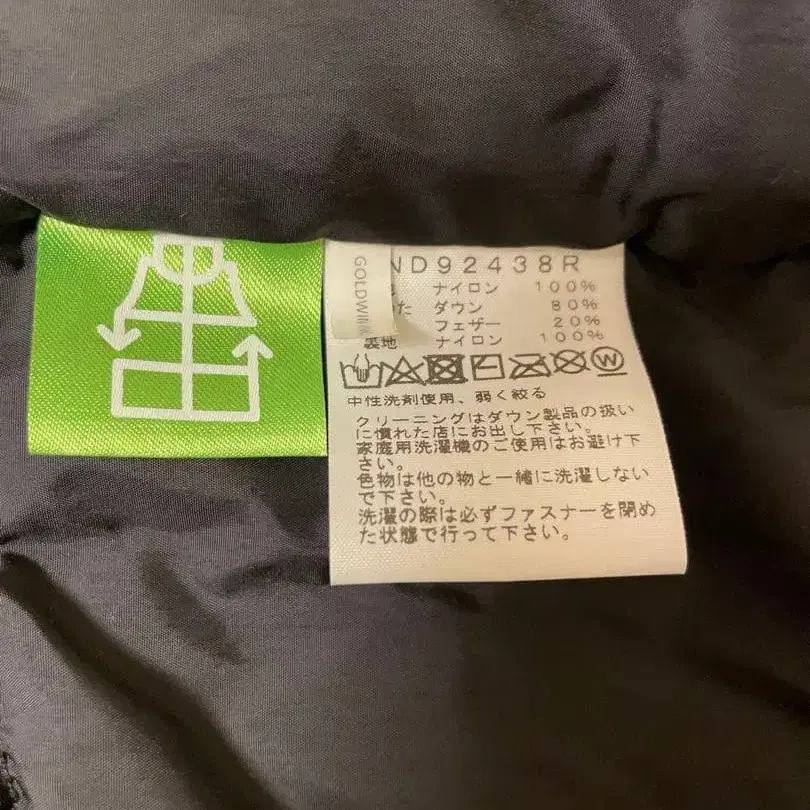 GOLDWIN
ND92438R
ナイロン 100%
た ダウン 80%
フェザー 20%
裏地 ナイロン 100%
W
中性洗剤使用、弱く絞る
クリーニングはダウン製品の扱い
に慣れた店にお出し下さい。
家庭用洗濯機のご使用はお避け下
さい。
色物は他の物と一緒に洗濯しない
で下さい。
洗濯の際は必ずファスナーを閉め
た状態で行って下さい。